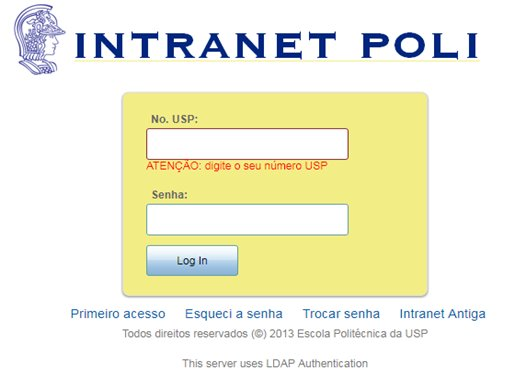 INTRANET POLI
No. USP:
ATENÇÃO: digite o seu número USP
Senha:
Log In
Primeiro acesso Esqueci a senha Trocar senha Intranet Antiga
Todos direitos reservados (©) 2013 Escola Politécnica da USP
This server uses LDAP Authentication